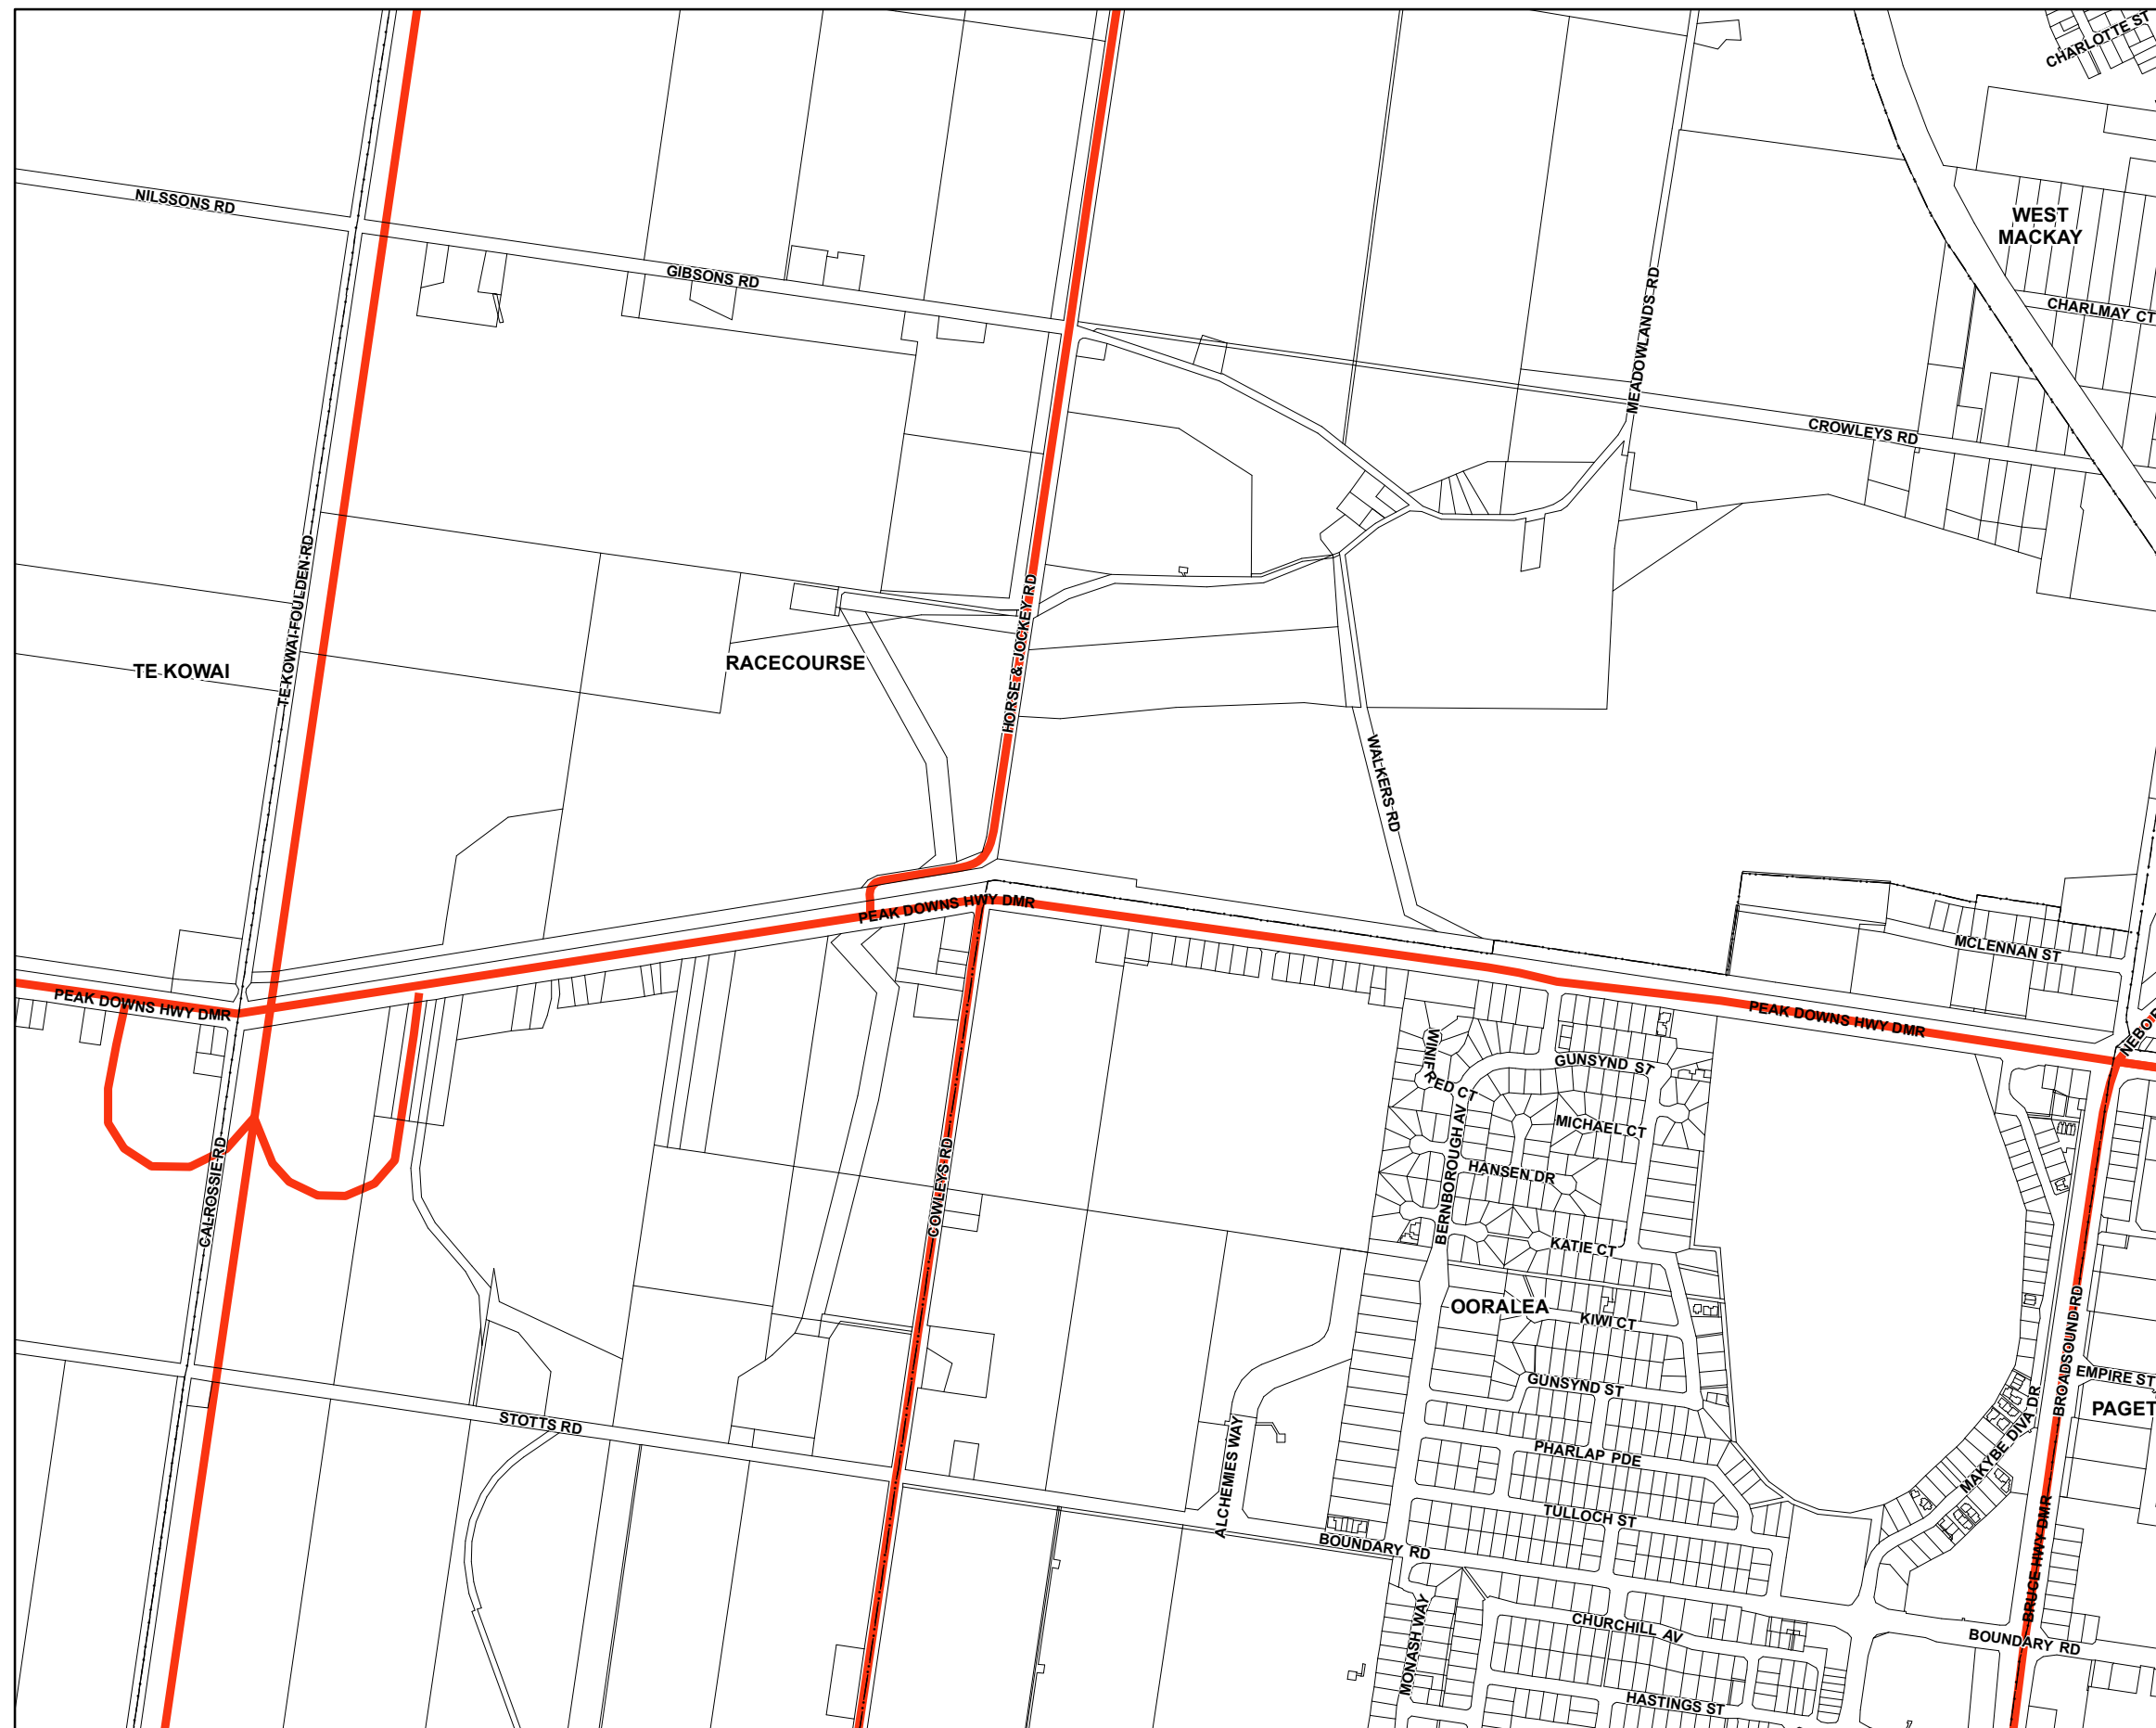 CHARLOTTE ST
NILSSONS RD
WEST
MACKAY
GIBSONS RD
CHARLMAY CT
MEADOWLANDS RD
CROWLEYS RD
TE-KOWAI-FOULDEN-RD
HORSE & JOCKEY RD
TE KOWAI
RACECOURSE
WALKERS RD
PEAK DOWNS HWY DMR
MCLENNAN ST
PEAK DOWNS HWY DMR
PEAK DOWNS HWY DMR
WINIFRED CT
GUNSYND ST
MICHAEL CT
BERNBOROUGH AV
HANSEN DR
CALROSSIE RD
COWLEYS RD
KATIE CT
OORALEA
KIWI CT
BROADSOUND RD
EMPIRE ST
GUNSYND ST
PAGET
STOTTS RD
ALCHEMIES WAY
PHARLAP PDE
MAKYBE DIVA DR
TULLOCH ST
BOUNDARY RD
BRUCE HWY DMR
MONASH WAY
CHURCHILL AV
BOUNDARY RD
HASTINGS ST